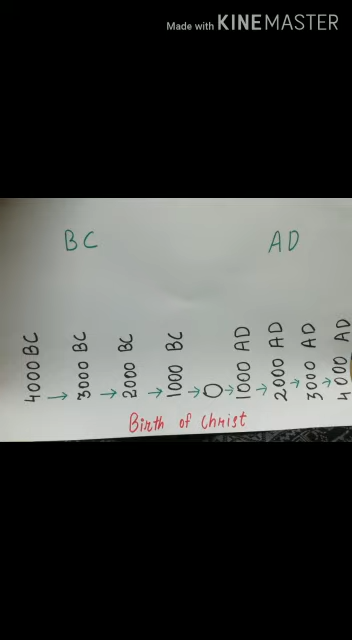 Made with KINEMASTER
BC AD
4000 BC → 3000 BC → 2000 BC → 1000 BC → 0 → 1000 AD → 2000 AD → 3000 AD → 4000 AD
Birth of Christ